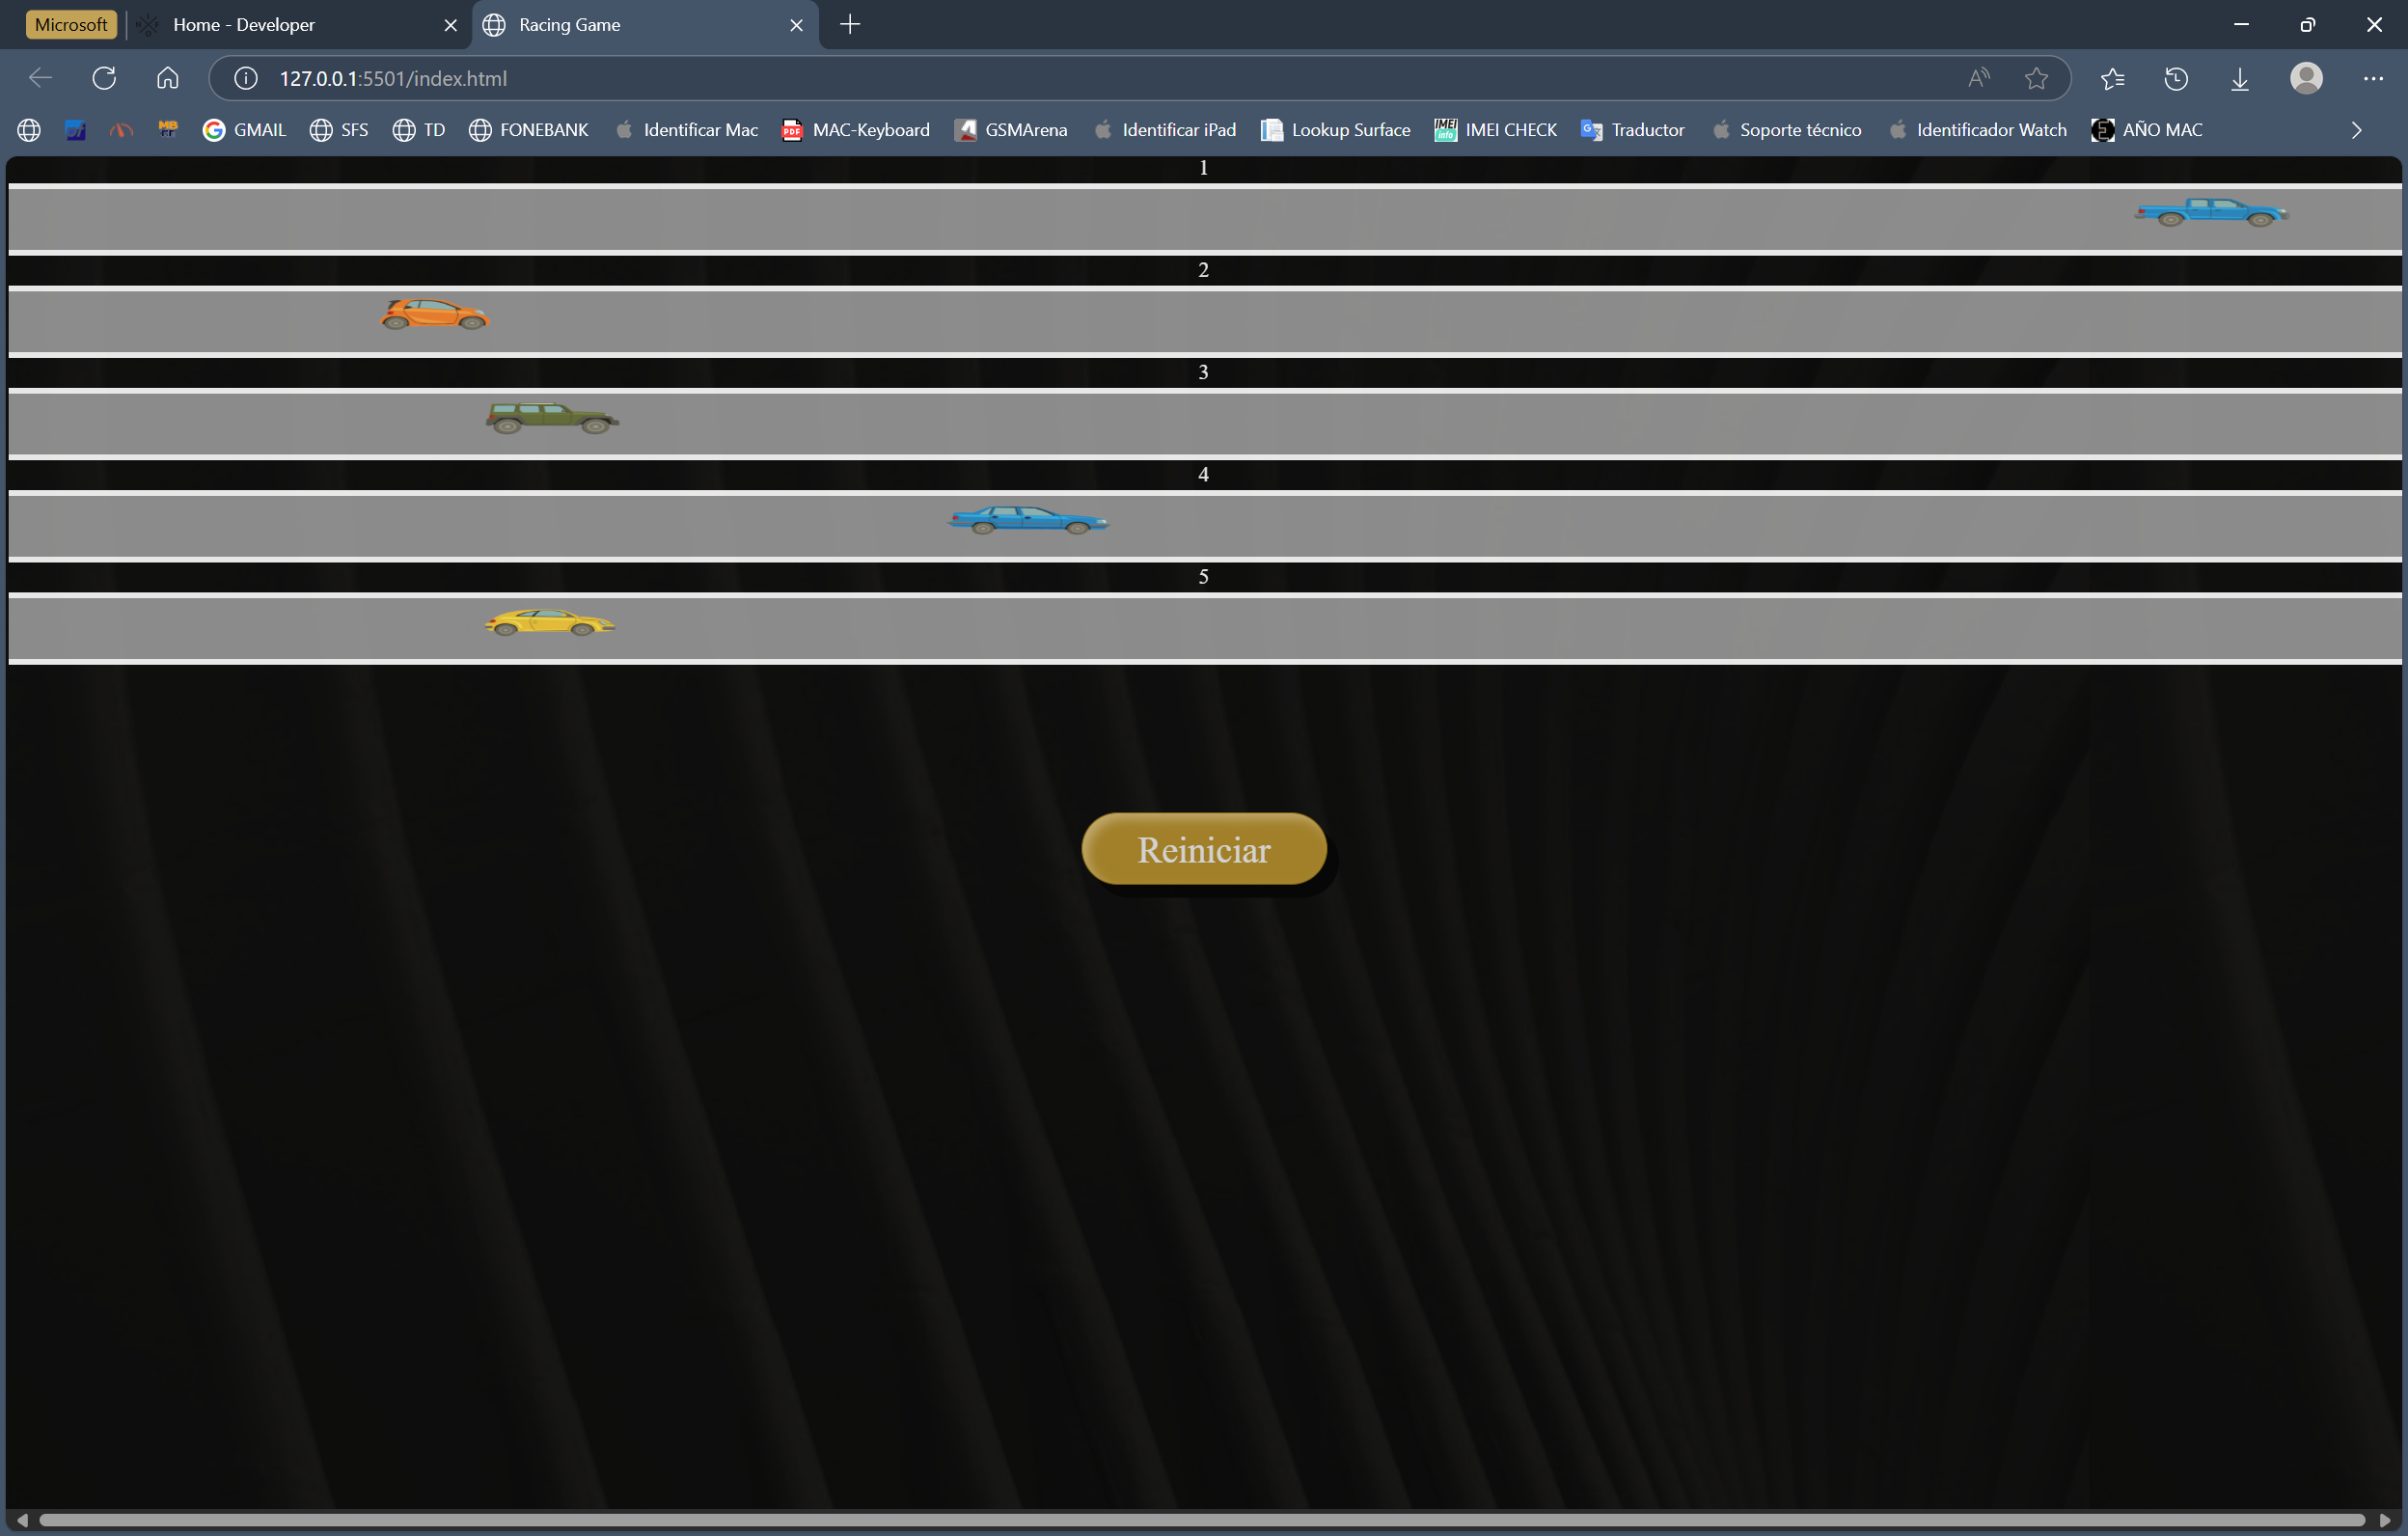 Microsoft Home - Developer Racing Game
127.0.0.1:5501/index.html
GMAIL SFS TD FONEBANK Identificar Mac MAC-Keyboard GSMArena Identificar iPad Lookup Surface IMEI CHECK Traductor Soporte técnico Identificador Watch AÑO MAC
1
2
3
4
5
Reiniciar